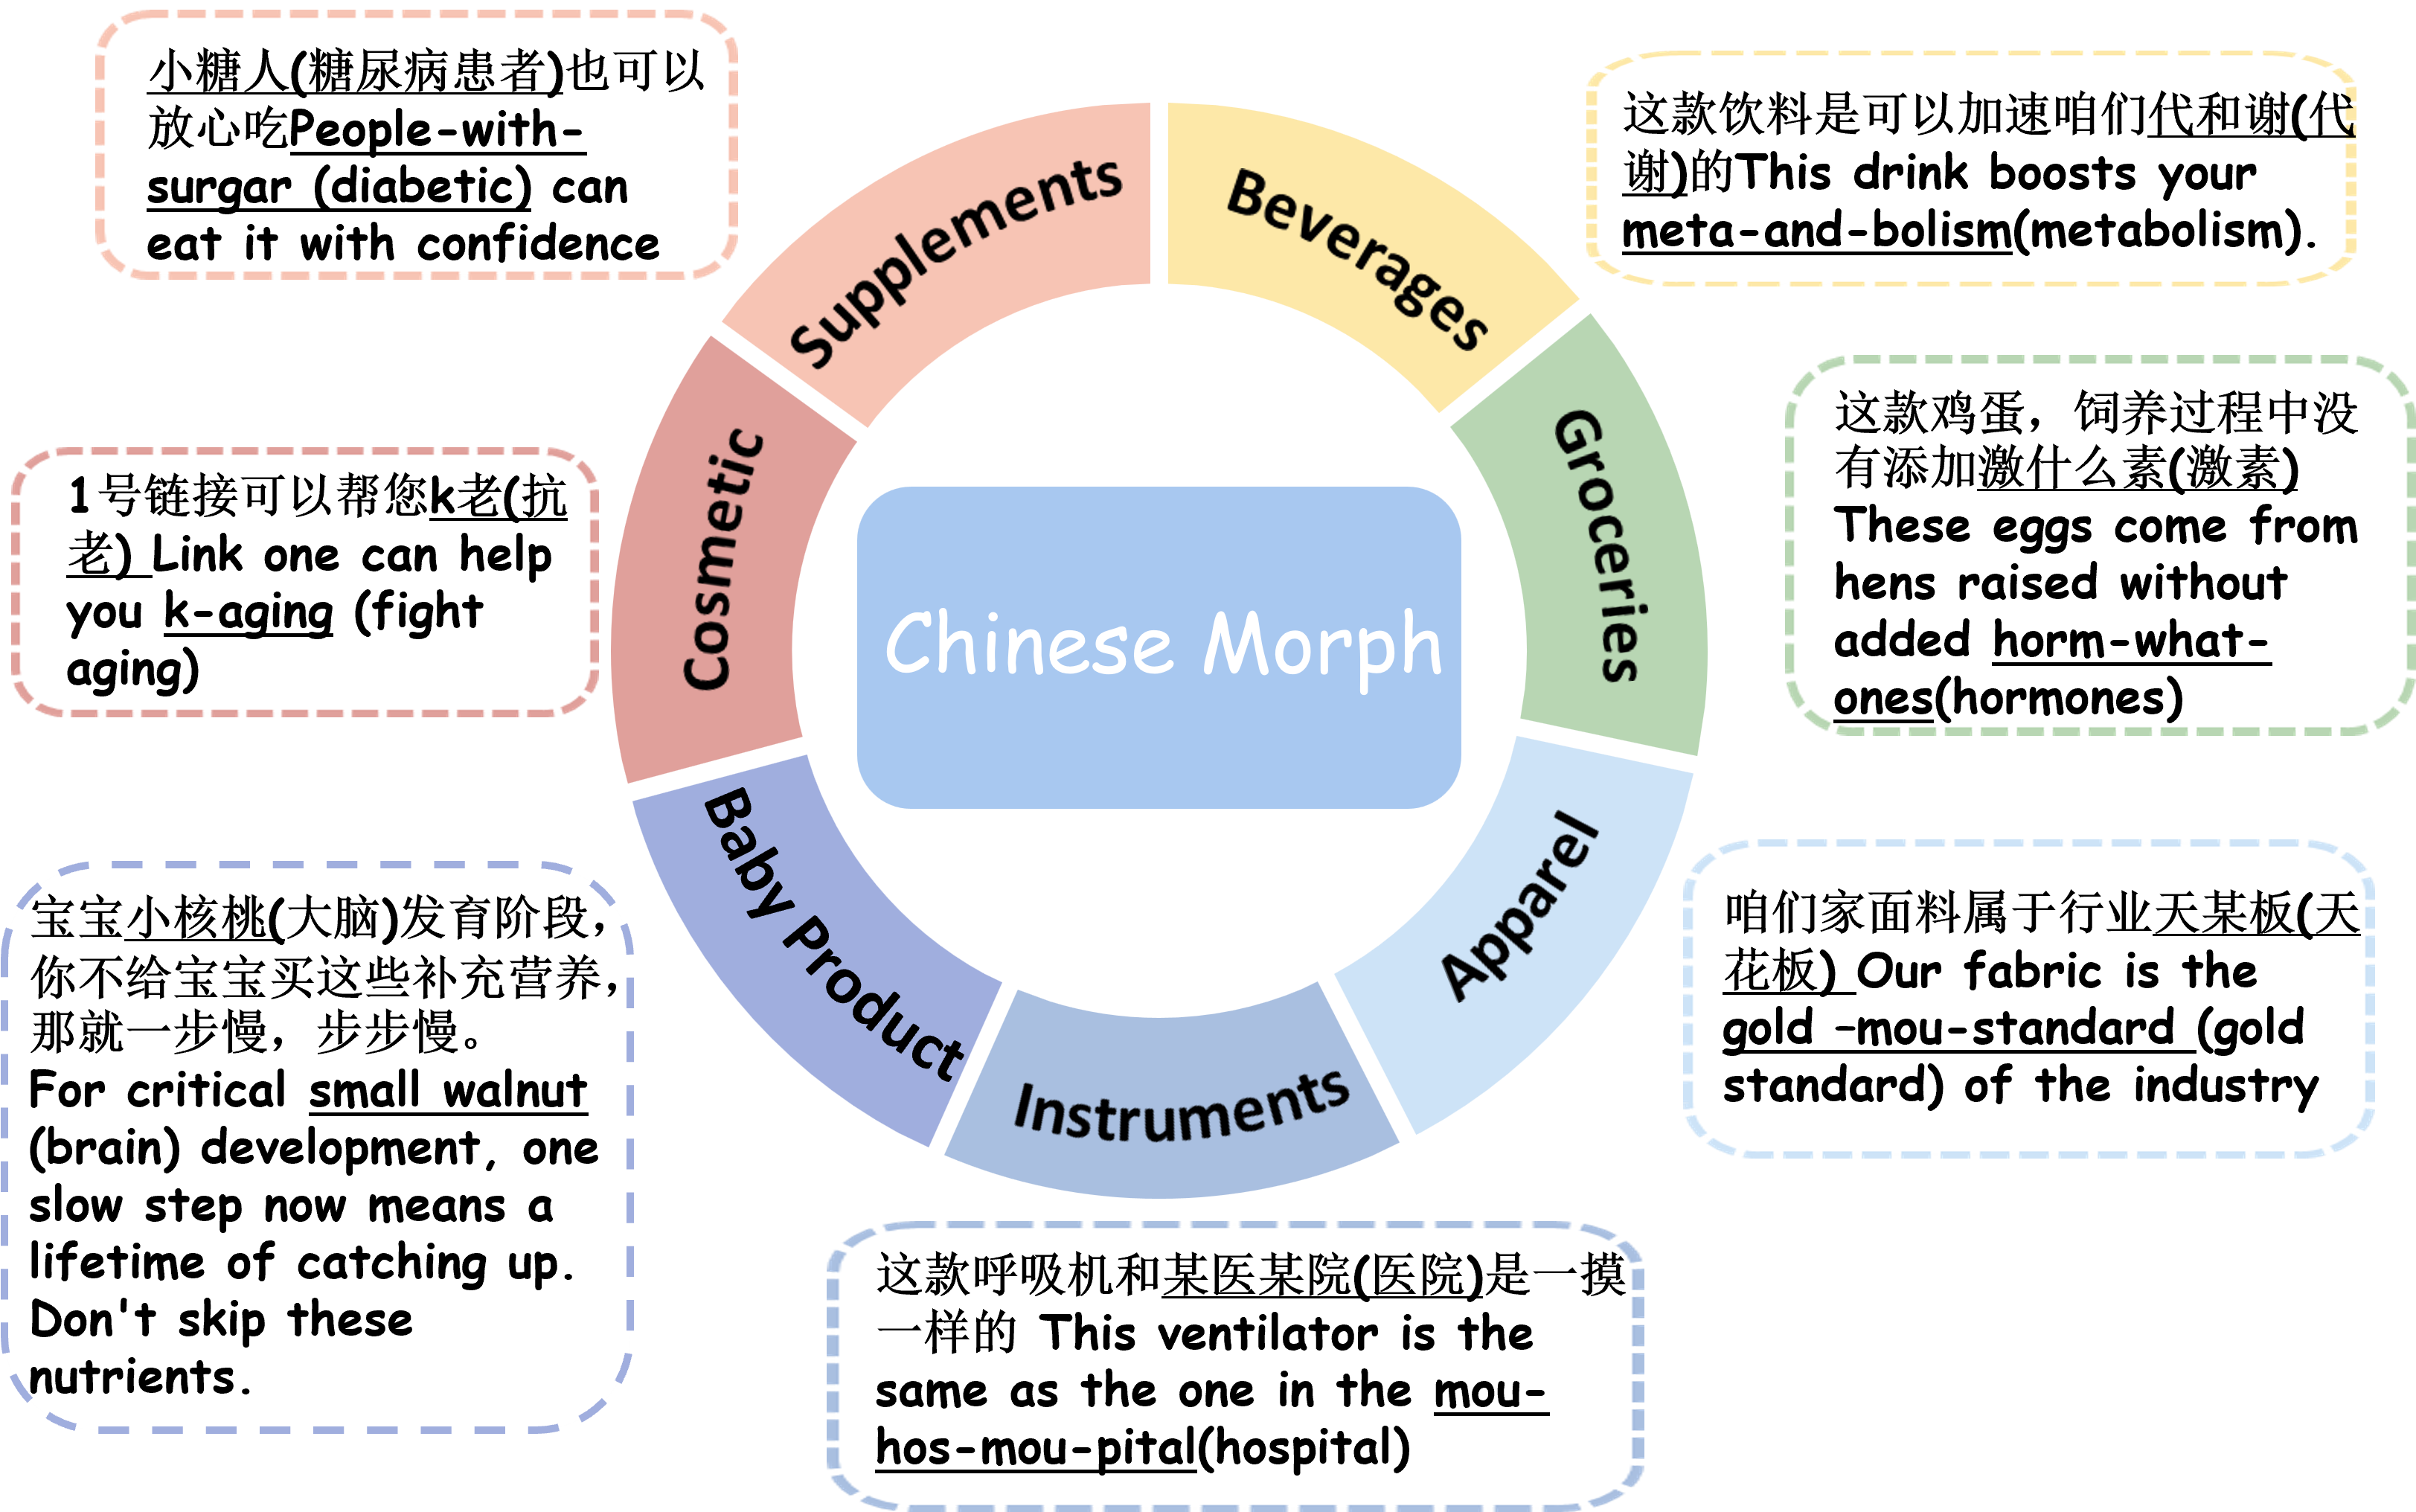 小糖人(糖尿病患者)也可以
放心吃People-with-
surgar (diabetic) can
eat it with confidence
这款饮料是可以加速咱们代和谢(代
谢)的This drink boosts your
meta-and-bolism(metabolism).
Supplements
Beverages
这款鸡蛋，饲养过程中没
有添加激什么素(激素)
These eggs come from
hens raised without
added horm-what-
ones(hormones)
Groceries
1号链接可以帮您k老(抗
老) Link one can help
you k-aging (fight
aging)
Cosmetic
Chinese Morph
Baby Product
Apparel
Instruments
宝宝小核桃(大脑)发育阶段，
你不给宝宝买这些补充营养，
那就一步慢，步步慢。
For critical small walnut
(brain) development, one
slow step now means a
lifetime of catching up.
Don't skip these
nutrients.
咱们家面料属于行业天某板(天
花板) Our fabric is the
gold -mou-standard (gold
standard) of the industry
这款呼吸机和某医某院(医院)是一摸
一样的 This ventilator is the
same as the one in the mou-
hos-mou-pital(hospital)